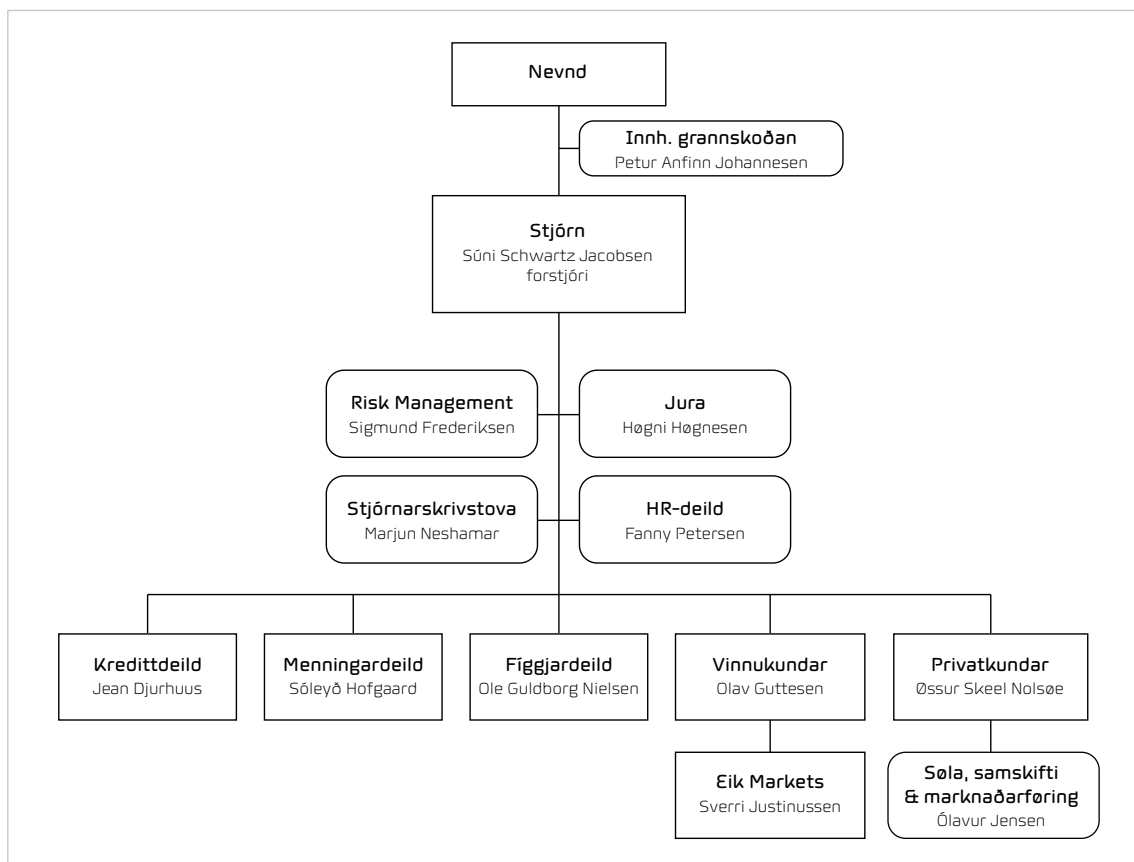 Nevnd
Innh. grannskoðan
Petur Anfinn Johannesen
Stjórn
Súni Schwartz Jacobsen
forstjóri
Risk Management
Sigmund Frederiksen
Jura
Høgni Høgnesen
Stjórnarskrivstova
Marjun Neshamar
HR-deild
Fanny Petersen
Kredittdeild
Jean Djurhuus
Menningardeild
Sóleyð Hofgaard
Fíggjardeild
Ole Guldborg Nielsen
Vinnukundar
Olav Guttesen
Privatkundar
Øssur Skeel Nolsøe
Eik Markets
Sverri Justinussen
Søla, samskifti
& marknaðarføring
Ólavur Jensen